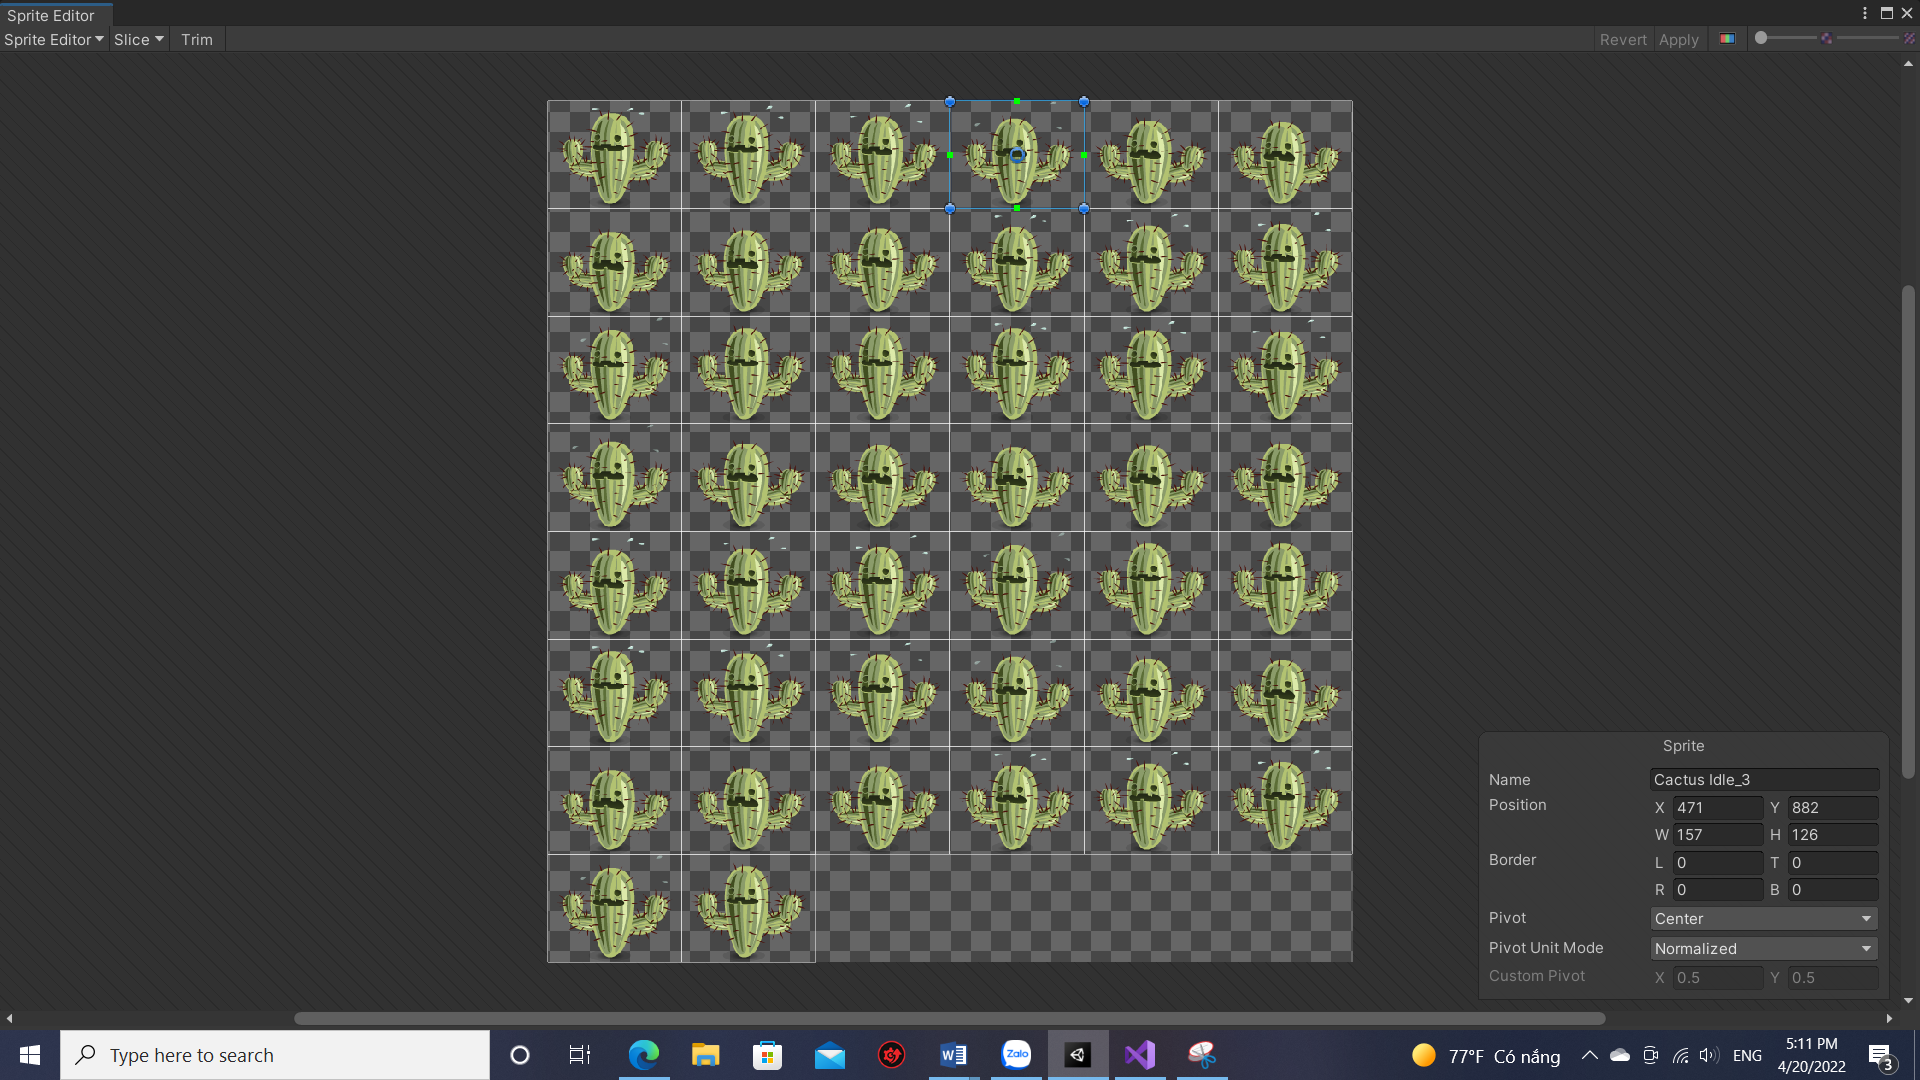 Sprite Editor
Sprite Editor Slice Trim Revert Apply
Sprite
Name Cactus Idle_3
Position X 471 Y 882
W 157 H 126
Border L 0 T 0
R 0 B 0
Pivot Center
Pivot Unit Mode Normalized
Custom Pivot X 0.5 Y 0.5
Type here to search Zalo 77°F Có nắng ENG 5:11 PM
4/20/2022 3